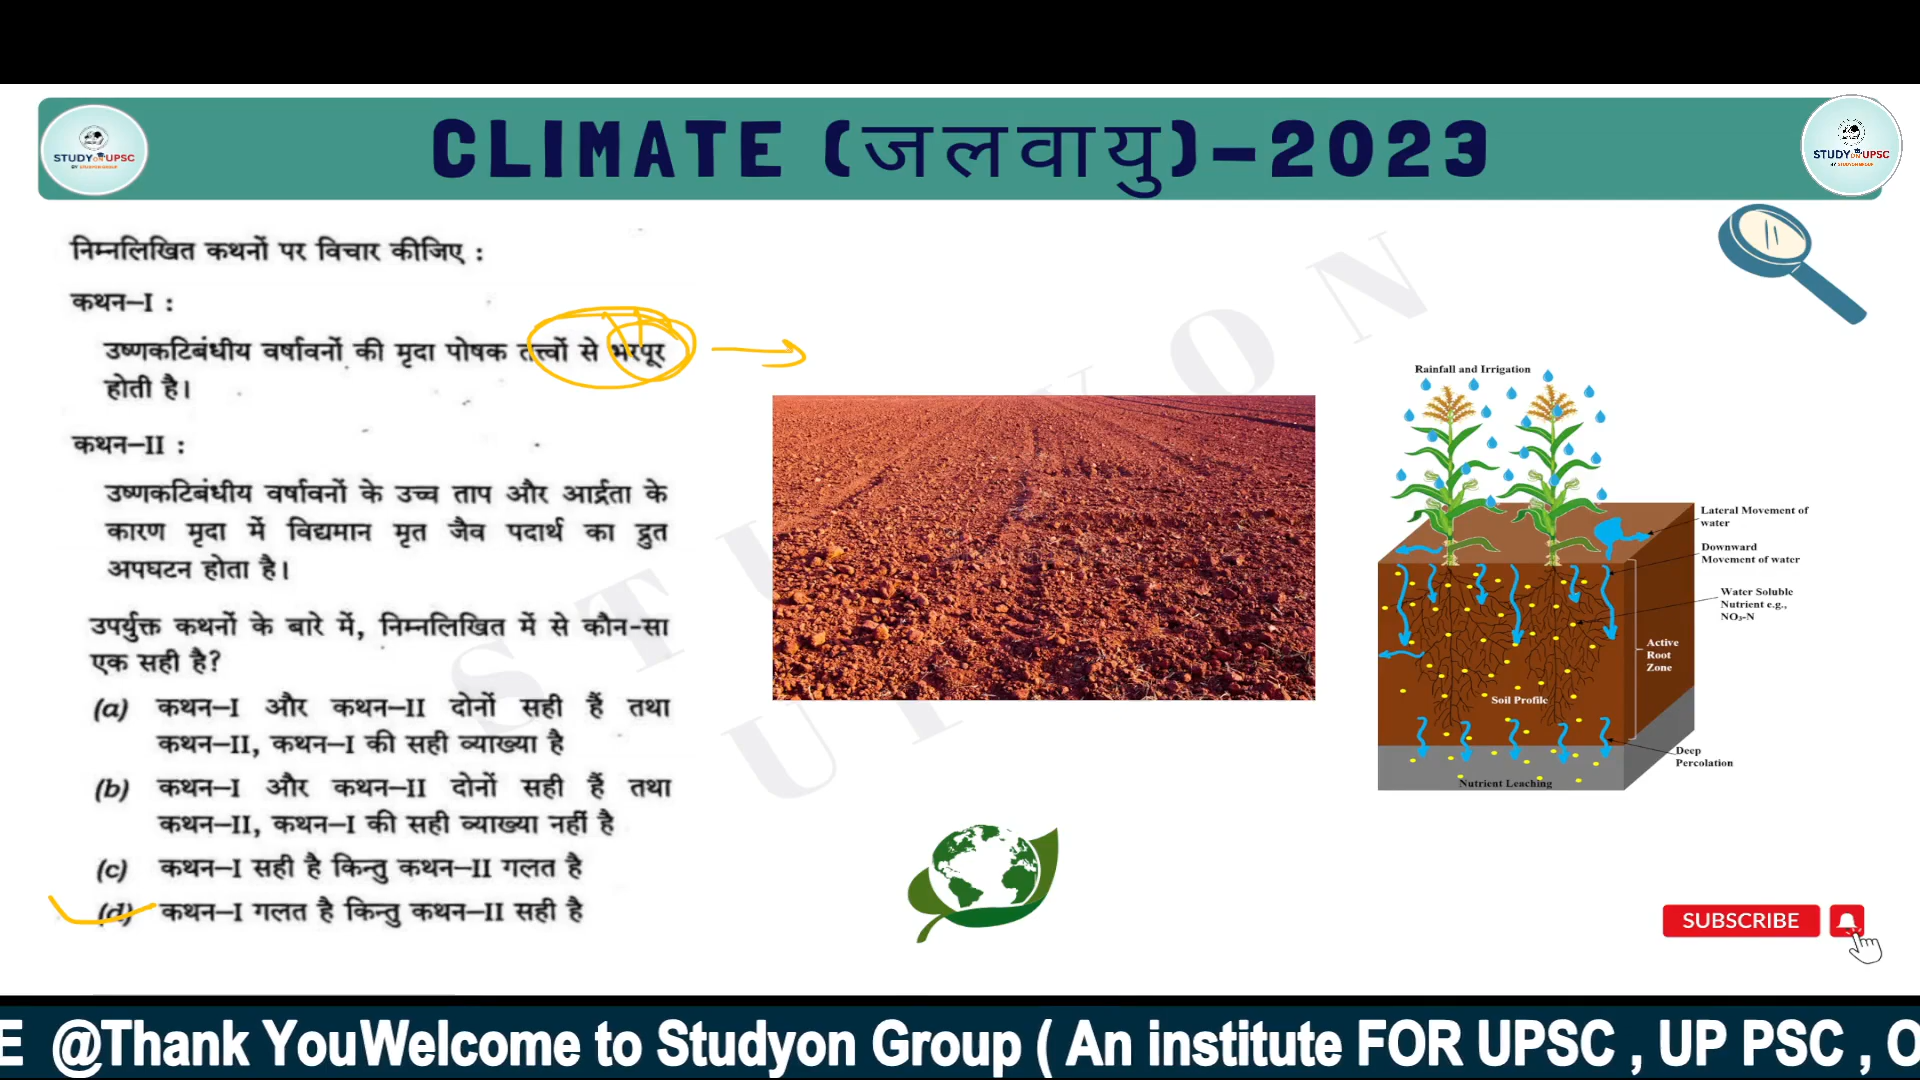 CLIMATE (जलवायु)-2023
STUDY on UPSC
STUDY on UPSC
निम्नलिखित कथनों पर विचार कीजिए :
कथन-I :
उष्णकटिबंधीय वर्षावनों की मृदा पोषक तत्त्वों से भरपूर
होती है।
कथन-II :
उष्णकटिबंधीय वर्षावनों के उच्च ताप और आर्द्रता के
कारण मृदा में विद्यमान मृत जैव पदार्थ का द्रुत
अपघटन होता है।
उपर्युक्त कथनों के बारे में, निम्नलिखित में से कौन-सा
एक सही है?
(a) कथन-I और कथन-II दोनों सही हैं तथा
कथन-II, कथन-I की सही व्याख्या है
(b) कथन-I और कथन-II दोनों सही हैं तथा
कथन-II, कथन-I की सही व्याख्या नहीं है
(c) कथन-I सही है किन्तु कथन-II गलत है
(d) कथन-I गलत है किन्तु कथन-II सही है
STUDYON
UPSC
Rainfall and Irrigation
Lateral Movement of
water
Downward
Movement of water
Water Soluble
Nutrient e.g.,
NO3-N
Active
Root
Zone
Soil Profile
Deep
Percolation
Nutrient Leaching
SUBSCRIBE
E @Thank YouWelcome to Studyon Group ( An institute FOR UPSC , UP PSC , O